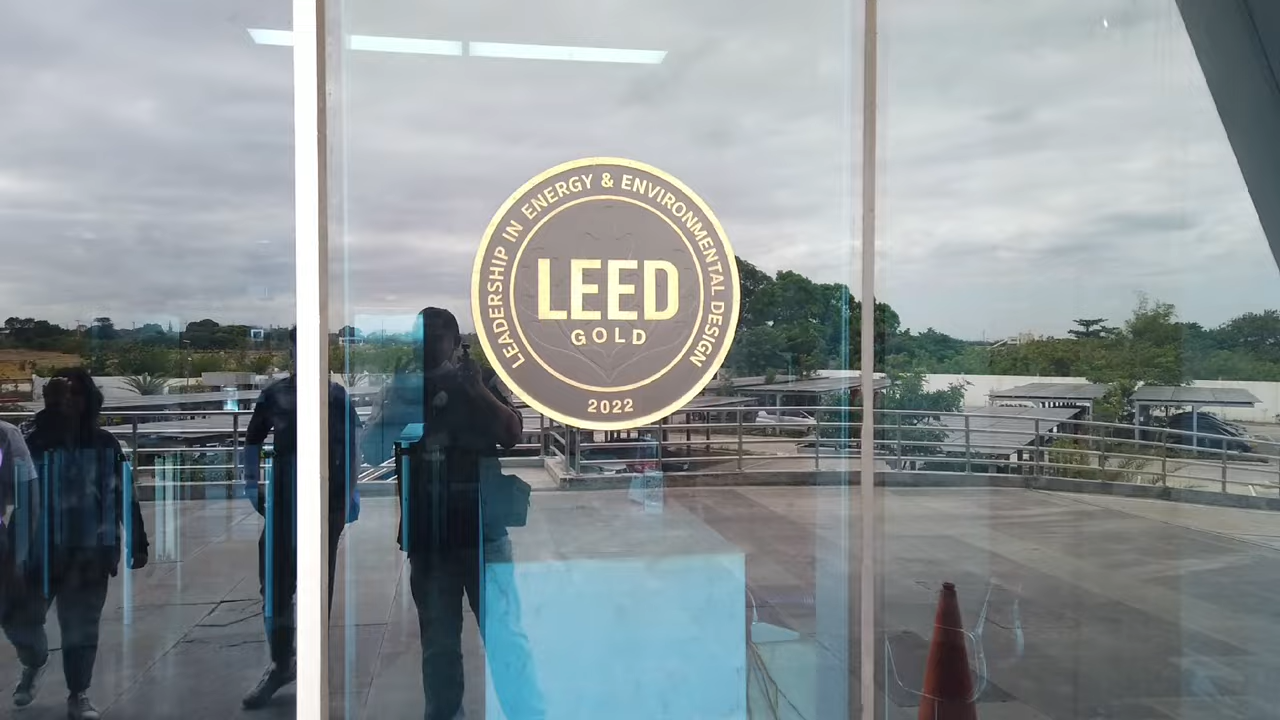 LEADERSHIP IN ENERGY & ENVIRONMENTAL DESIGN
LEED
GOLD
2022